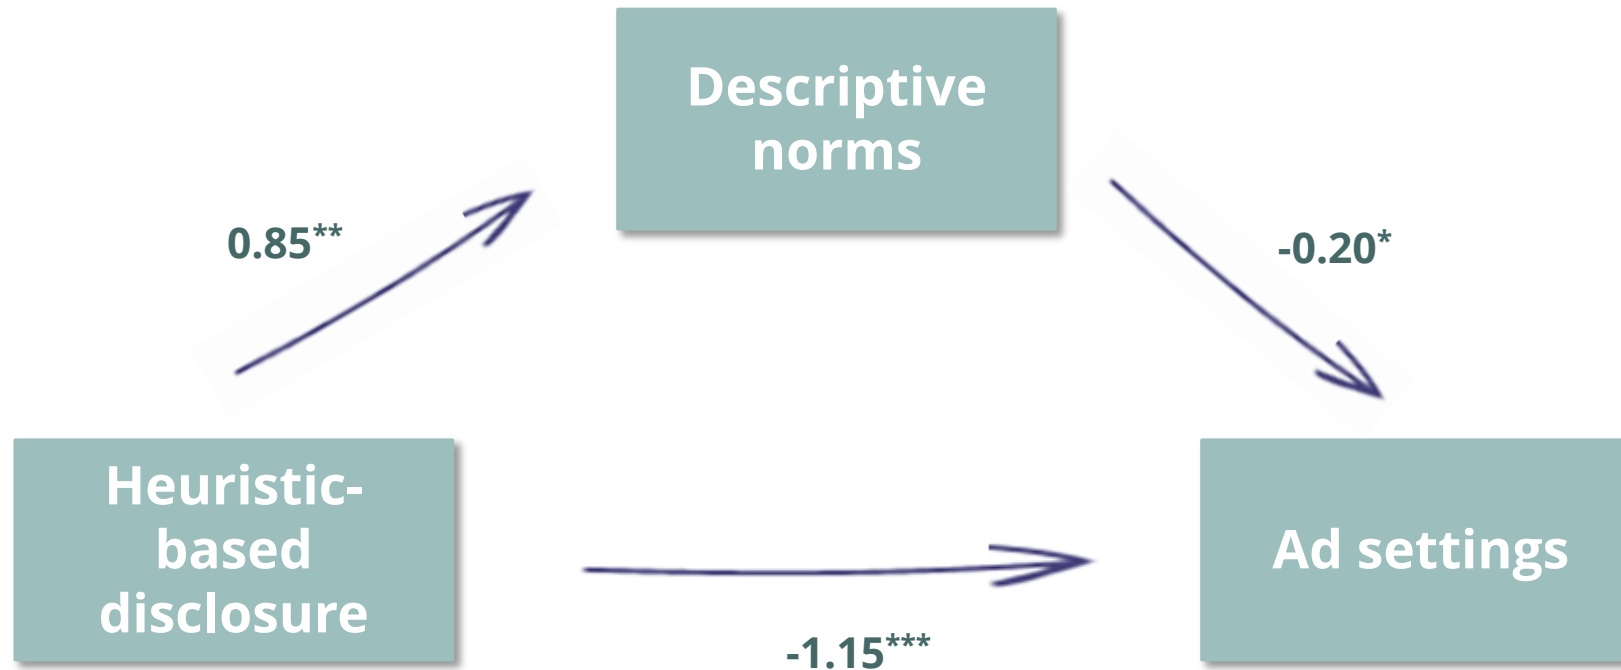 Descriptive
norms
0.85**
-0.20*
Heuristic-
based
disclosure
Ad settings
-1.15***